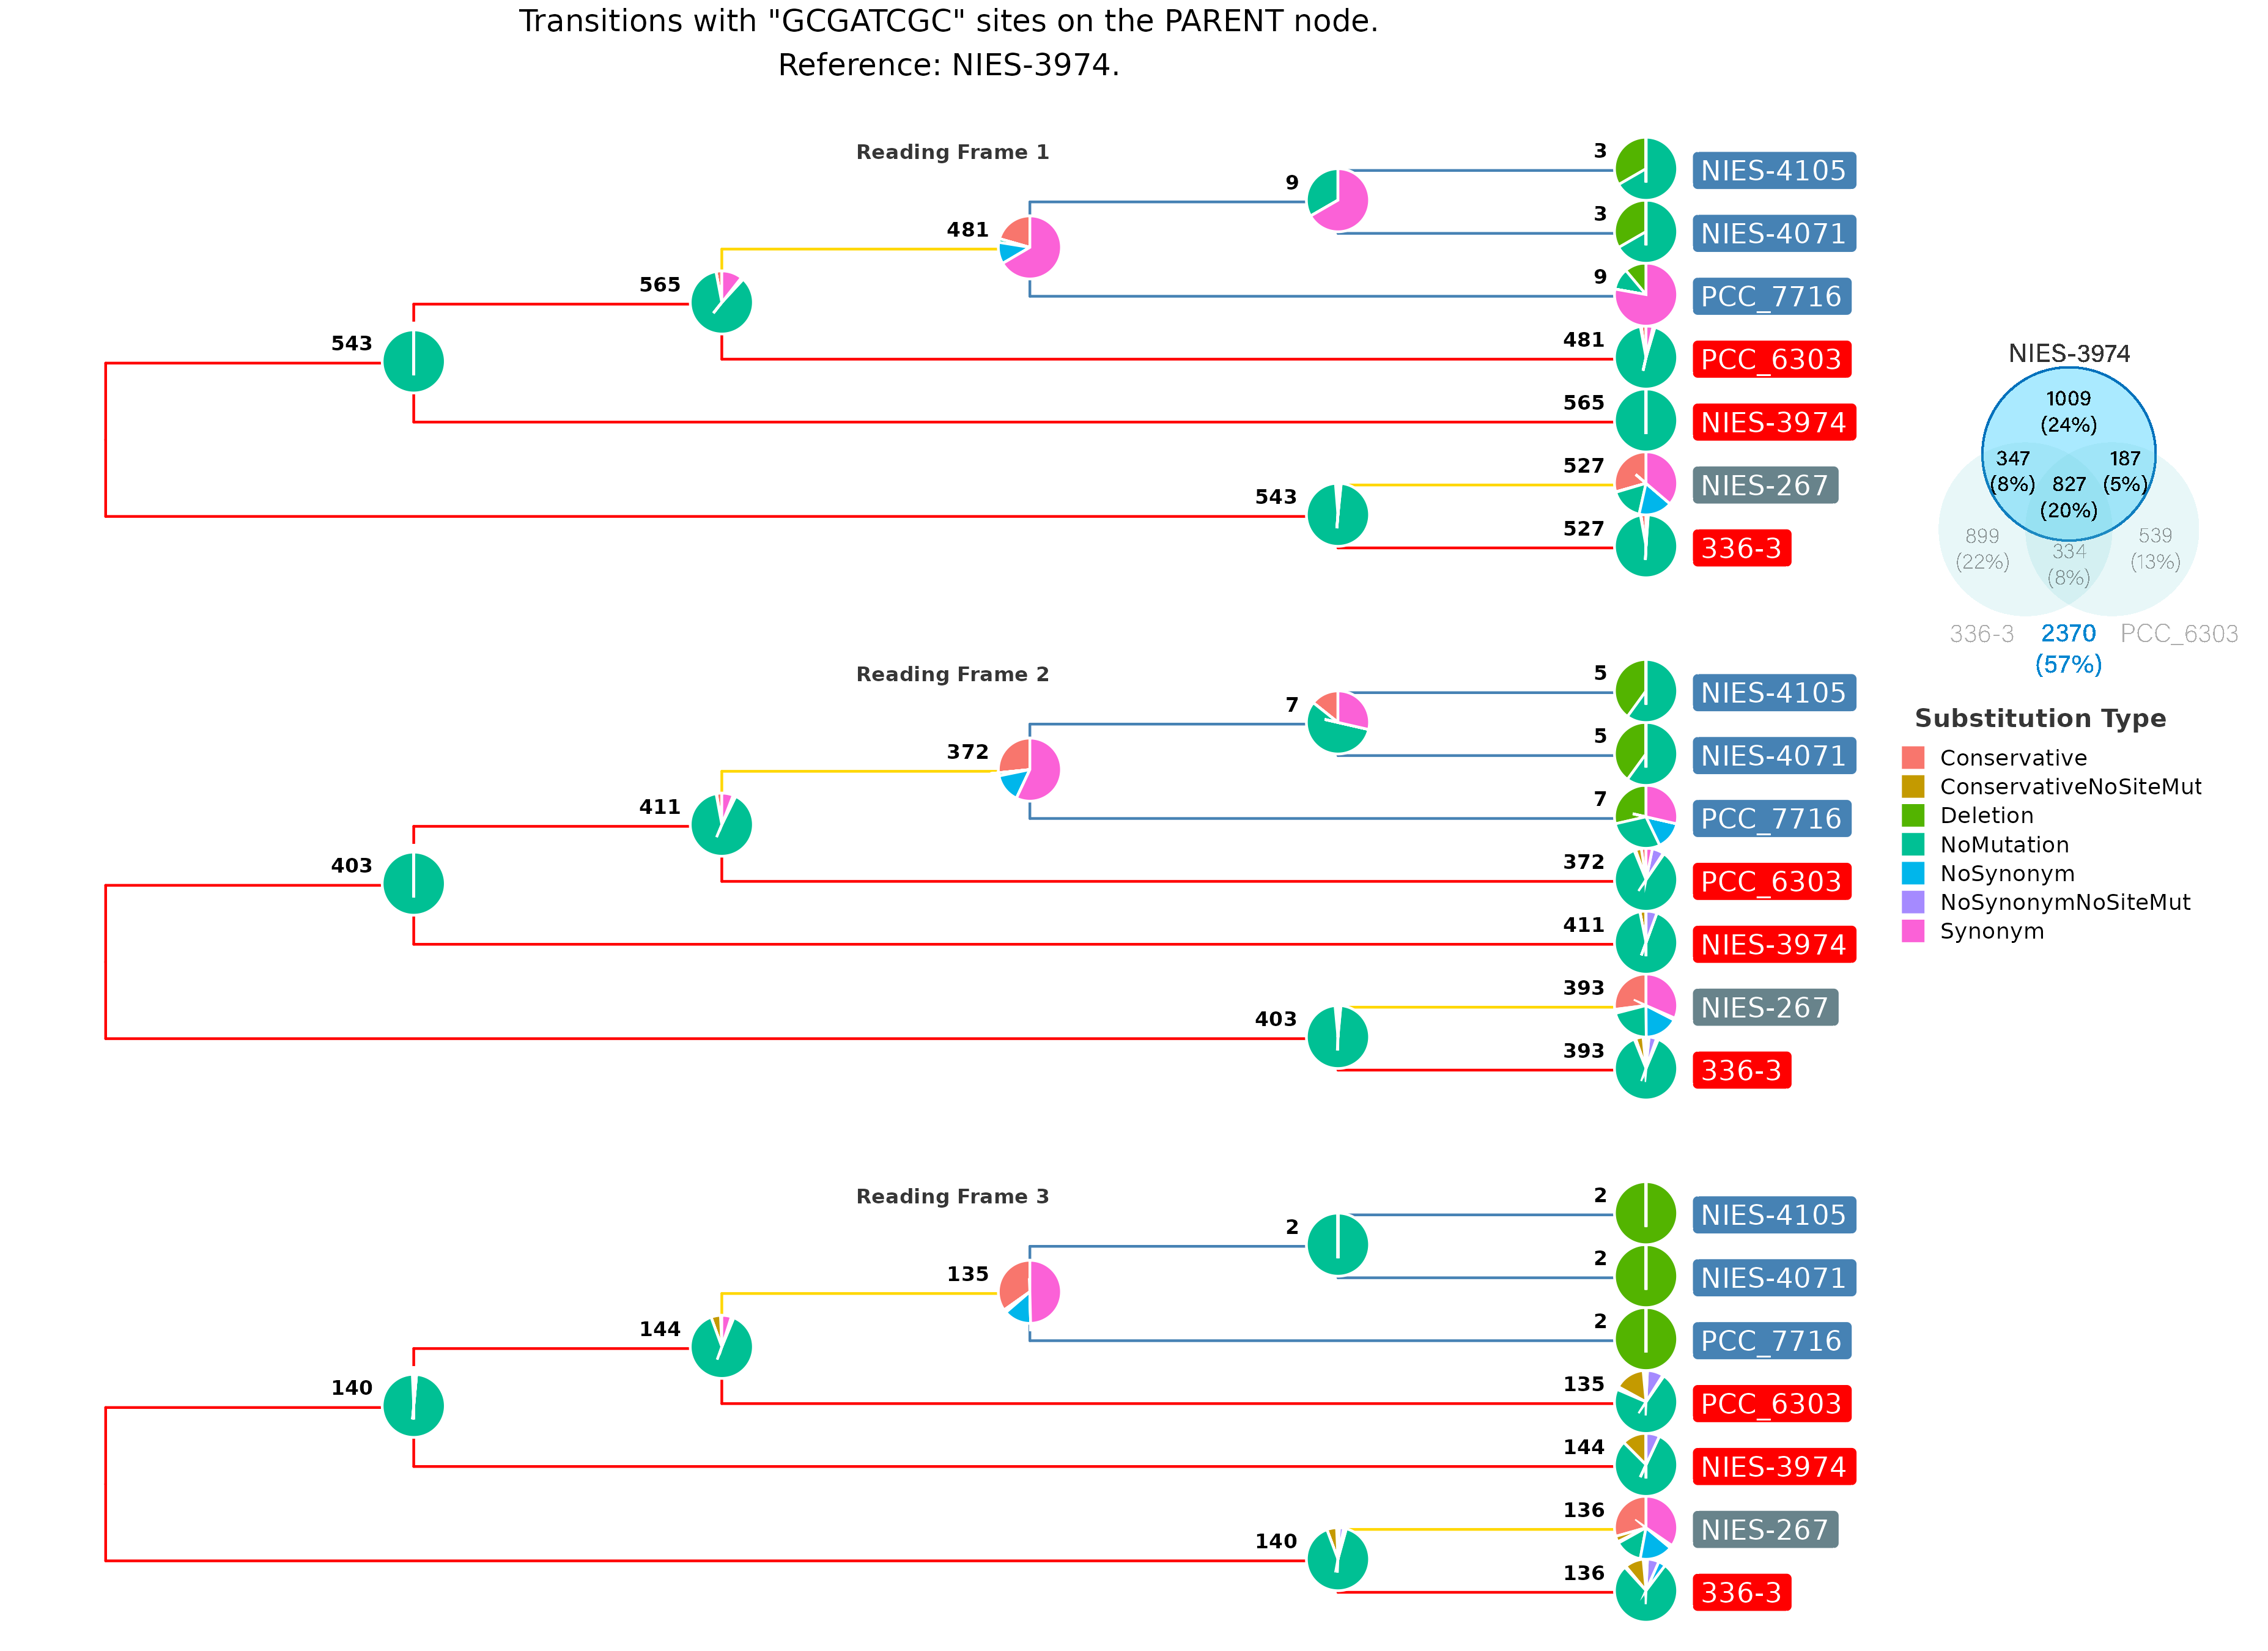 Transitions with "GCGATCGC" sites on the PARENT node.
Reference: NIES-3974.
Reading Frame 1
3
NIES-4105
9
3
NIES-4071
481
9
PCC_7716
565
481
PCC_6303
543
565
NIES-3974
527
NIES-267
543
527
336-3
Reading Frame 2
5
NIES-4105
7
5
NIES-4071
372
7
PCC_7716
411
372
PCC_6303
403
411
NIES-3974
393
NIES-267
403
393
336-3
Reading Frame 3
2
NIES-4105
2
2
NIES-4071
135
2
PCC_7716
144
135
PCC_6303
140
144
NIES-3974
136
NIES-267
140
136
336-3
NIES-3974
1009
(24%)
347
(8%)
187
(5%)
827
(20%)
899
(22%)
334
(8%)
539
(13%)
336-3
2370
(57%)
PCC_6303
Substitution Type
Conservative
ConservativeNoSiteMut
Deletion
NoMutation
NoSynonym
NoSynonymNoSiteMut
Synonym